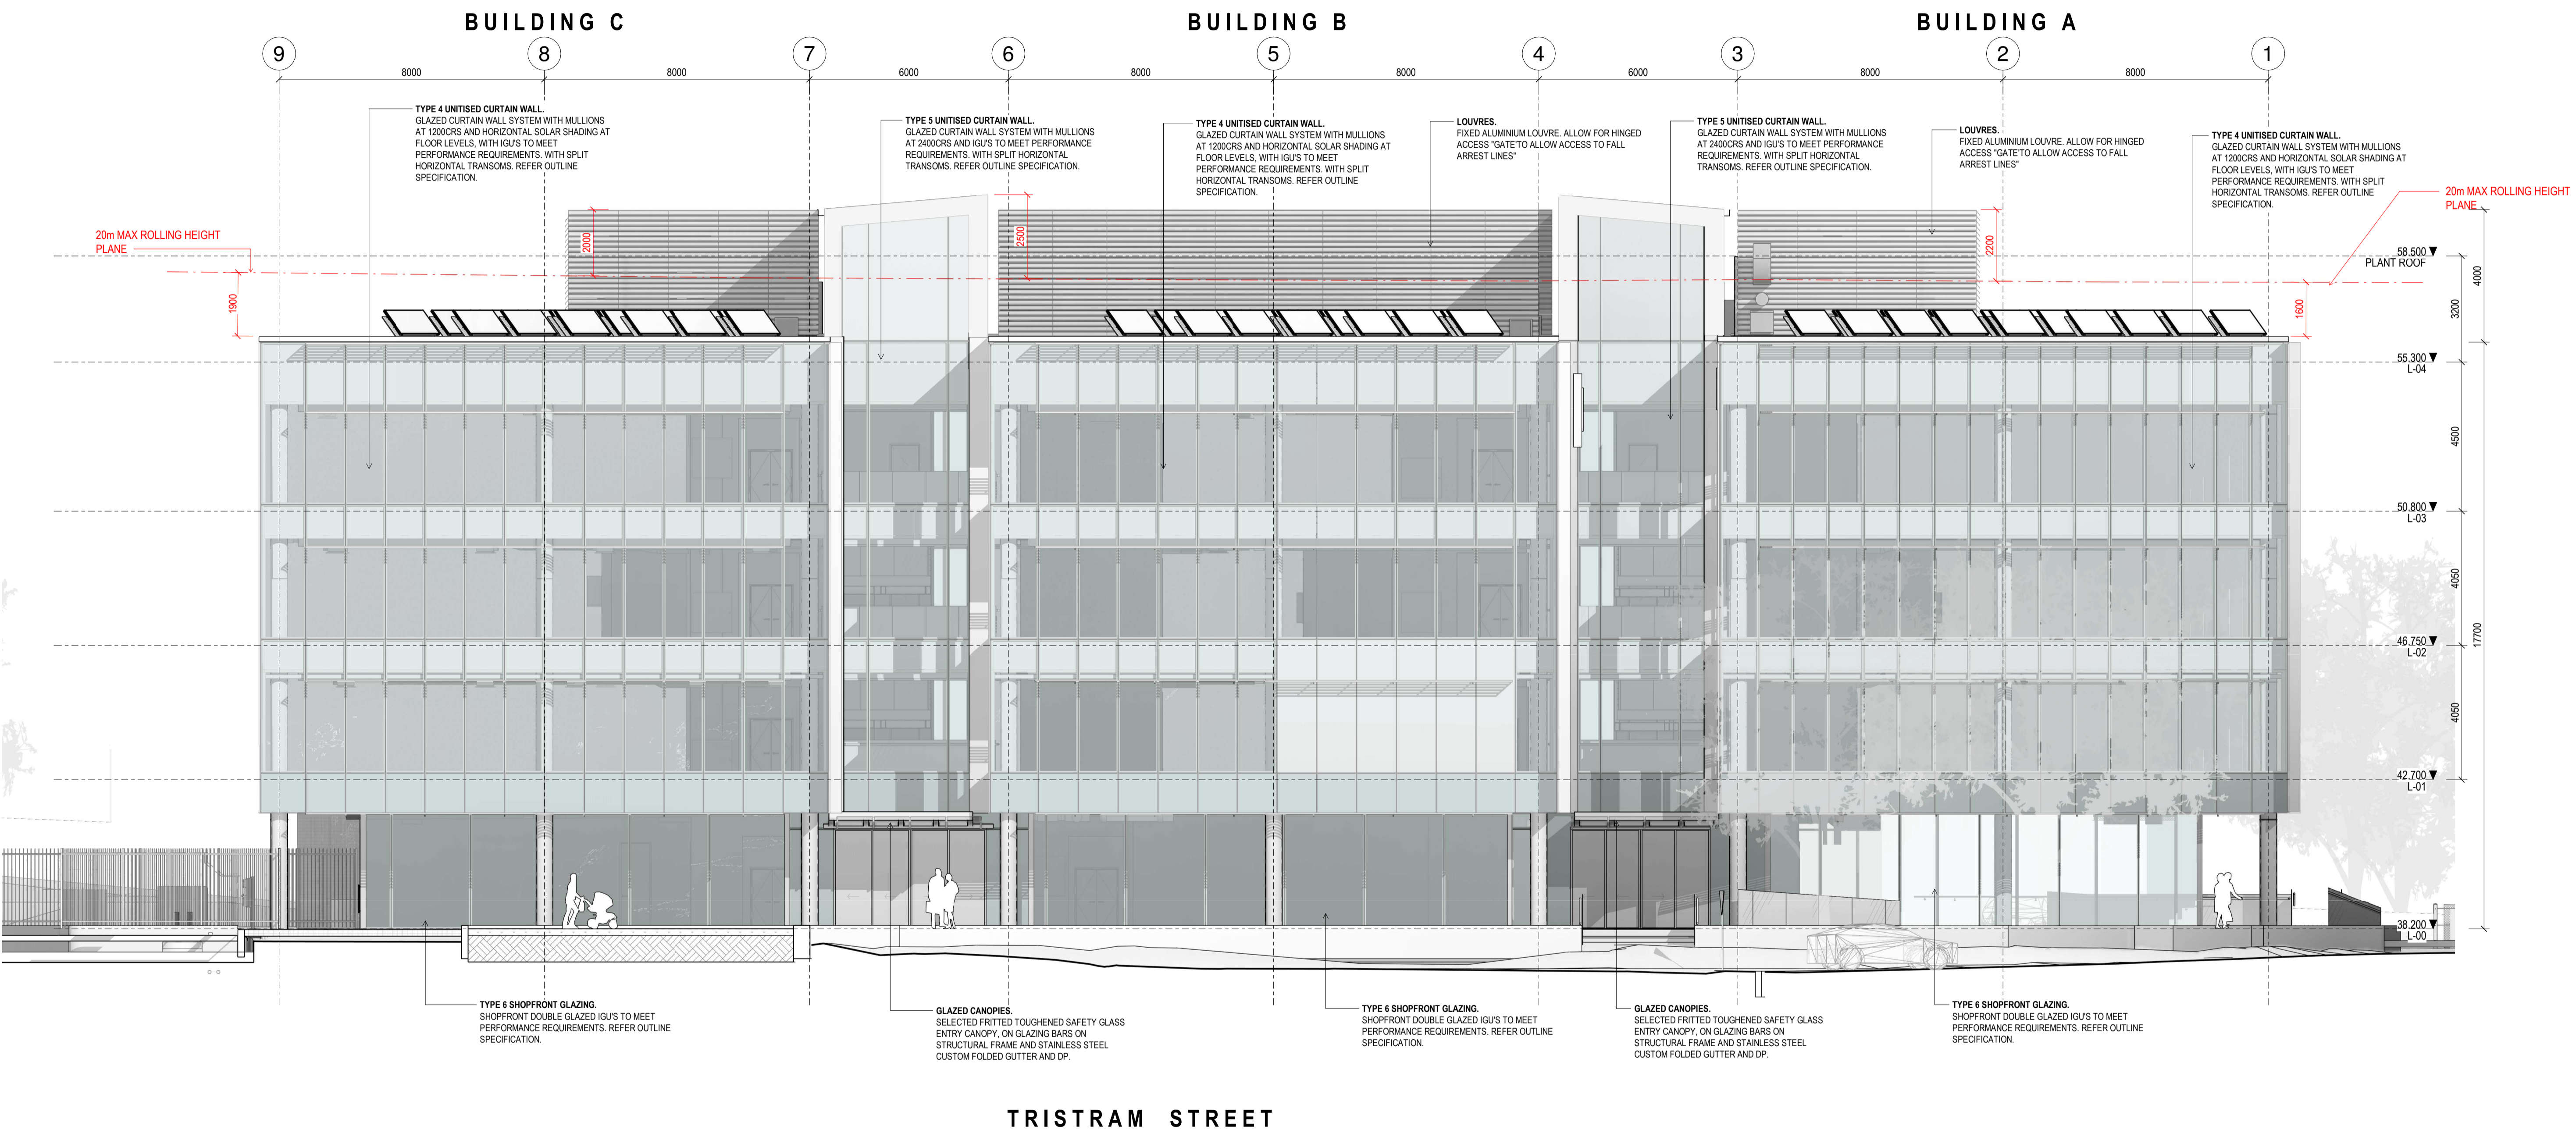 BUILDING C
BUILDING B
BUILDING A
9
8
7
6
5
4
3
2
1
8000
8000
6000
8000
8000
6000
8000
8000
TYPE 4 UNITISED CURTAIN WALL.
GLAZED CURTAIN WALL SYSTEM WITH MULLIONS
AT 1200CRS AND HORIZONTAL SOLAR SHADING AT
FLOOR LEVELS, WITH IGU'S TO MEET
PERFORMANCE REQUIREMENTS. WITH SPLIT
HORIZONTAL TRANSOMS. REFER OUTLINE
SPECIFICATION.
TYPE 5 UNITISED CURTAIN WALL.
GLAZED CURTAIN WALL SYSTEM WITH MULLIONS
AT 2400CRS AND IGU'S TO MEET PERFORMANCE
REQUIREMENTS. WITH SPLIT HORIZONTAL
TRANSOMS. REFER OUTLINE SPECIFICATION.
TYPE 4 UNITISED CURTAIN WALL.
GLAZED CURTAIN WALL SYSTEM WITH MULLIONS
AT 1200CRS AND HORIZONTAL SOLAR SHADING AT
FLOOR LEVELS, WITH IGU'S TO MEET
PERFORMANCE REQUIREMENTS. WITH SPLIT
HORIZONTAL TRANSOMS. REFER OUTLINE
SPECIFICATION.
LOUVRES.
FIXED ALUMINIUM LOUVRE. ALLOW FOR HINGED
ACCESS "GATE'TO ALLOW ACCESS TO FALL
ARREST LINES"
TYPE 5 UNITISED CURTAIN WALL.
GLAZED CURTAIN WALL SYSTEM WITH MULLIONS
AT 2400CRS AND IGU'S TO MEET PERFORMANCE
REQUIREMENTS. WITH SPLIT HORIZONTAL
TRANSOMS. REFER OUTLINE SPECIFICATION.
LOUVRES.
FIXED ALUMINIUM LOUVRE. ALLOW FOR HINGED
ACCESS "GATE'TO ALLOW ACCESS TO FALL
ARREST LINES"
TYPE 4 UNITISED CURTAIN WALL.
GLAZED CURTAIN WALL SYSTEM WITH MULLIONS
AT 1200CRS AND HORIZONTAL SOLAR SHADING AT
FLOOR LEVELS, WITH IGU'S TO MEET
PERFORMANCE REQUIREMENTS. WITH SPLIT
HORIZONTAL TRANSOMS. REFER OUTLINE
SPECIFICATION.
20m MAX ROLLING HEIGHT
PLANE
20m MAX ROLLING HEIGHT
PLANE
1900
2000
2500
2200
1600
58.500
PLANT ROOF
4000
3200
55.300
L-04
4500
50.800
L-03
4050
46.750
L-02
17700
4050
42.700
L-01
38.200
L-00
TYPE 6 SHOPFRONT GLAZING.
SHOPFRONT DOUBLE GLAZED IGU'S TO MEET
PERFORMANCE REQUIREMENTS. REFER OUTLINE
SPECIFICATION.
GLAZED CANOPIES.
SELECTED FRITTED TOUGHENED SAFETY GLASS
ENTRY CANOPY, ON GLAZING BARS ON
STRUCTURAL FRAME AND STAINLESS STEEL
CUSTOM FOLDED GUTTER AND DP.
TYPE 6 SHOPFRONT GLAZING.
SHOPFRONT DOUBLE GLAZED IGU'S TO MEET
PERFORMANCE REQUIREMENTS. REFER OUTLINE
SPECIFICATION.
GLAZED CANOPIES.
SELECTED FRITTED TOUGHENED SAFETY GLASS
ENTRY CANOPY, ON GLAZING BARS ON
STRUCTURAL FRAME AND STAINLESS STEEL
CUSTOM FOLDED GUTTER AND DP.
TYPE 6 SHOPFRONT GLAZING.
SHOPFRONT DOUBLE GLAZED IGU'S TO MEET
PERFORMANCE REQUIREMENTS. REFER OUTLINE
SPECIFICATION.
TRISTRAM STREET